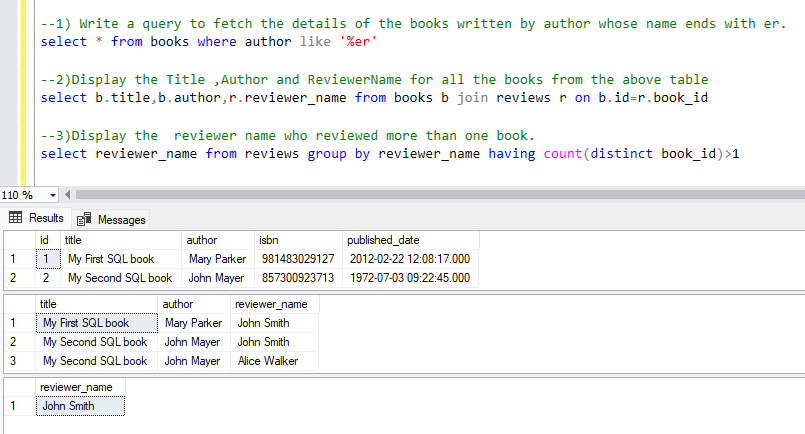 --1) Write a query to fetch the details of the books written by author whose name ends with er.
select * from books where author like '%er'
--2)Display the Title ,Author and ReviewerName for all the books from the above table
select b.title,b.author,r.reviewer_name from books b join reviews r on b.id=r.book_id
--3)Display the  reviewer name who reviewed more than one book.
select reviewer_name from reviews group by reviewer_name having count(distinct book_id)>1
110 %
Results Messages
id title author isbn published_date
1 1 My First SQL book Mary Parker 981483029127 2012-02-22 12:08:17.000
2 2 My Second SQL book John Mayer 857300923713 1972-07-03 09:22:45.000
title author reviewer_name
1 My First SQL book Mary Parker John Smith
2 My Second SQL book John Mayer John Smith
3 My Second SQL book John Mayer Alice Walker
reviewer_name
1 John Smith